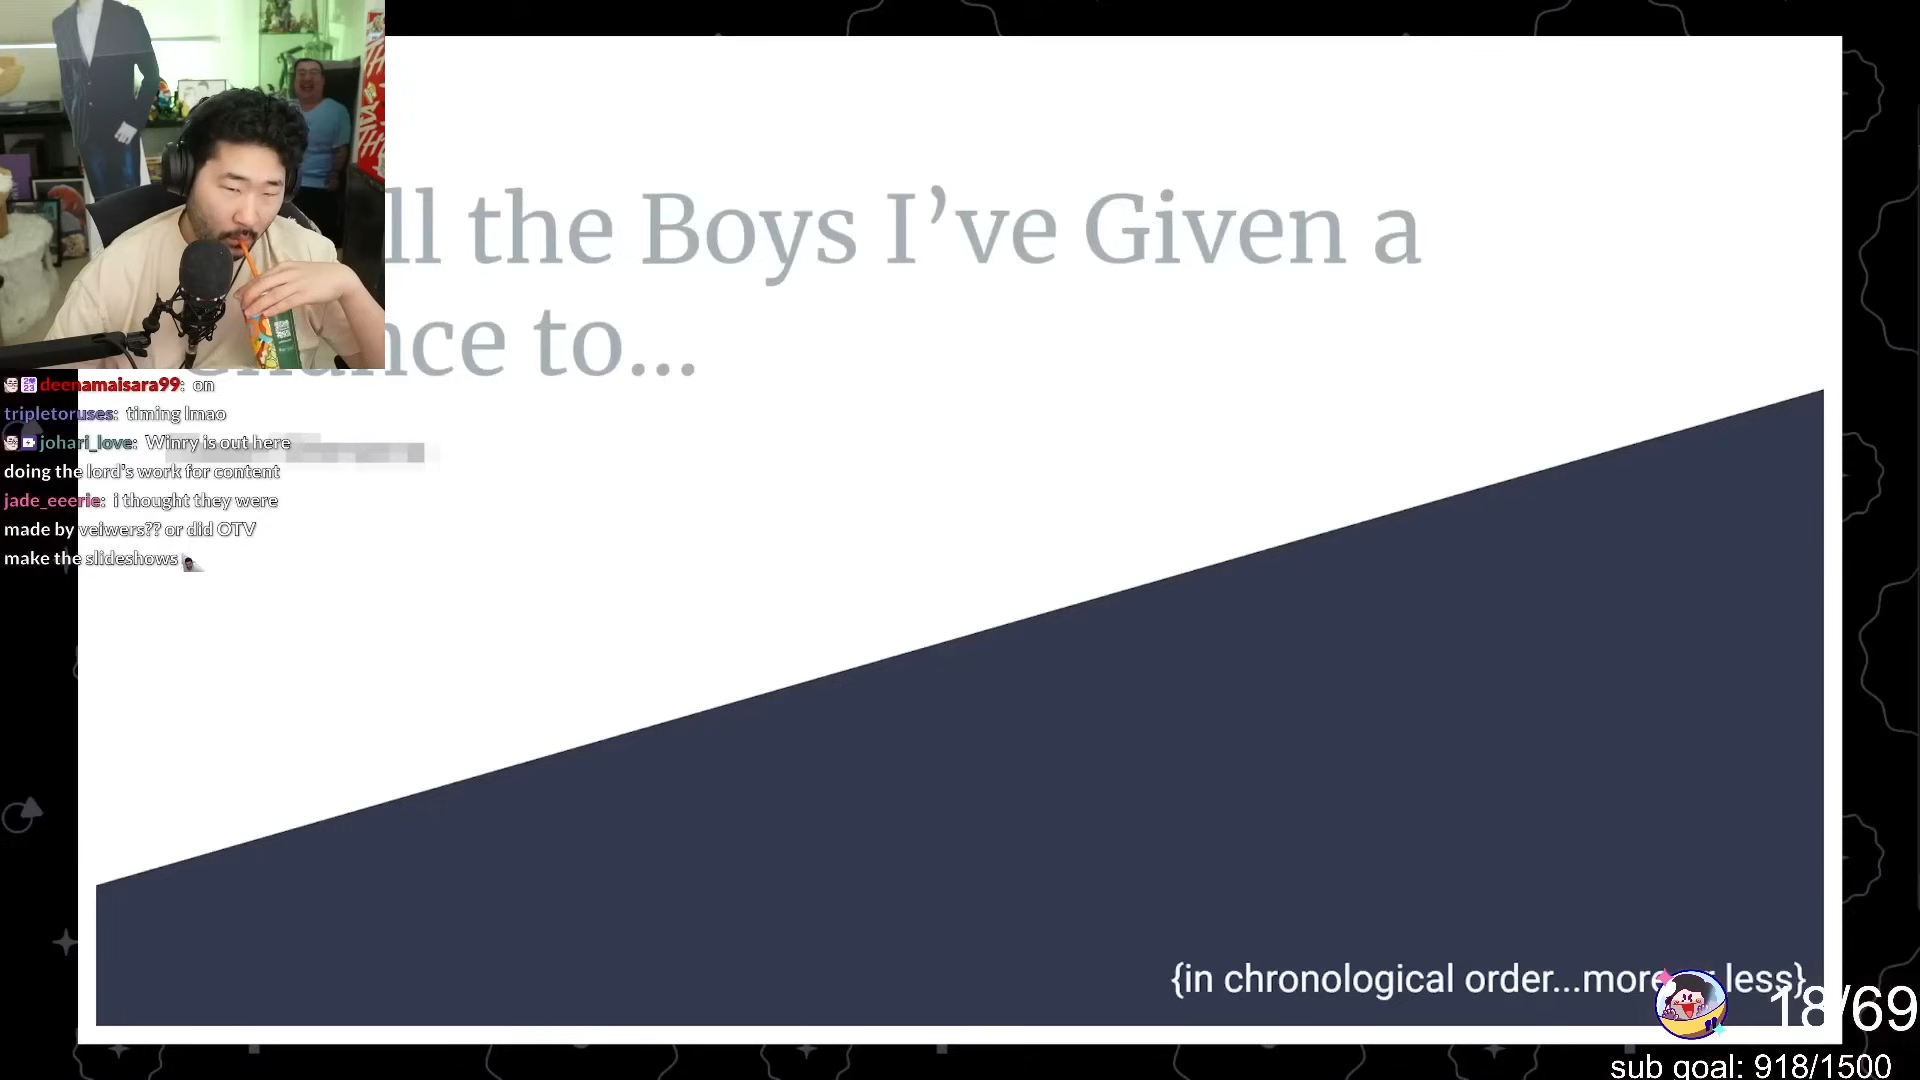 ll the Boys I’ve Given a
Chance to...
deenamaisara99: on
tripletoruses: timing lmao
johari_love: Winry is out here
doing the lord's work for content
jade_eeerie: i thought they were
made by veiwers?? or did OTV
make the slideshows
{in chronological order...more less}
18/69
sub goal: 918/1500